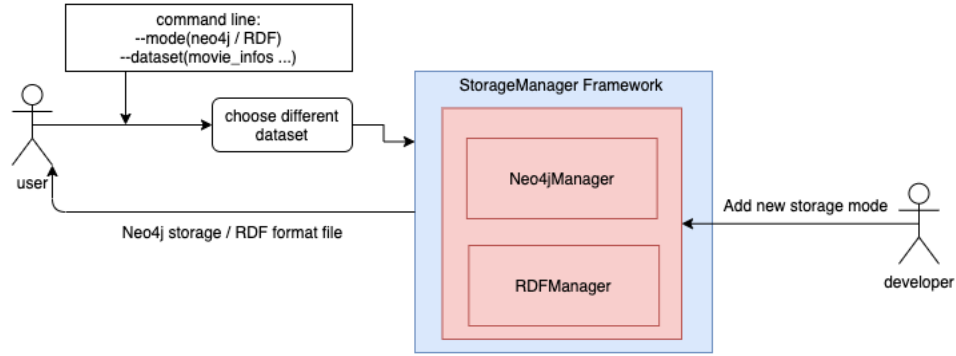 command line:
--mode(neo4j / RDF)
--dataset(movie_infos ...)
StorageManager Framework
choose different
dataset
Neo4jManager
user
Add new storage mode
Neo4j storage / RDF format file
RDFManager
developer